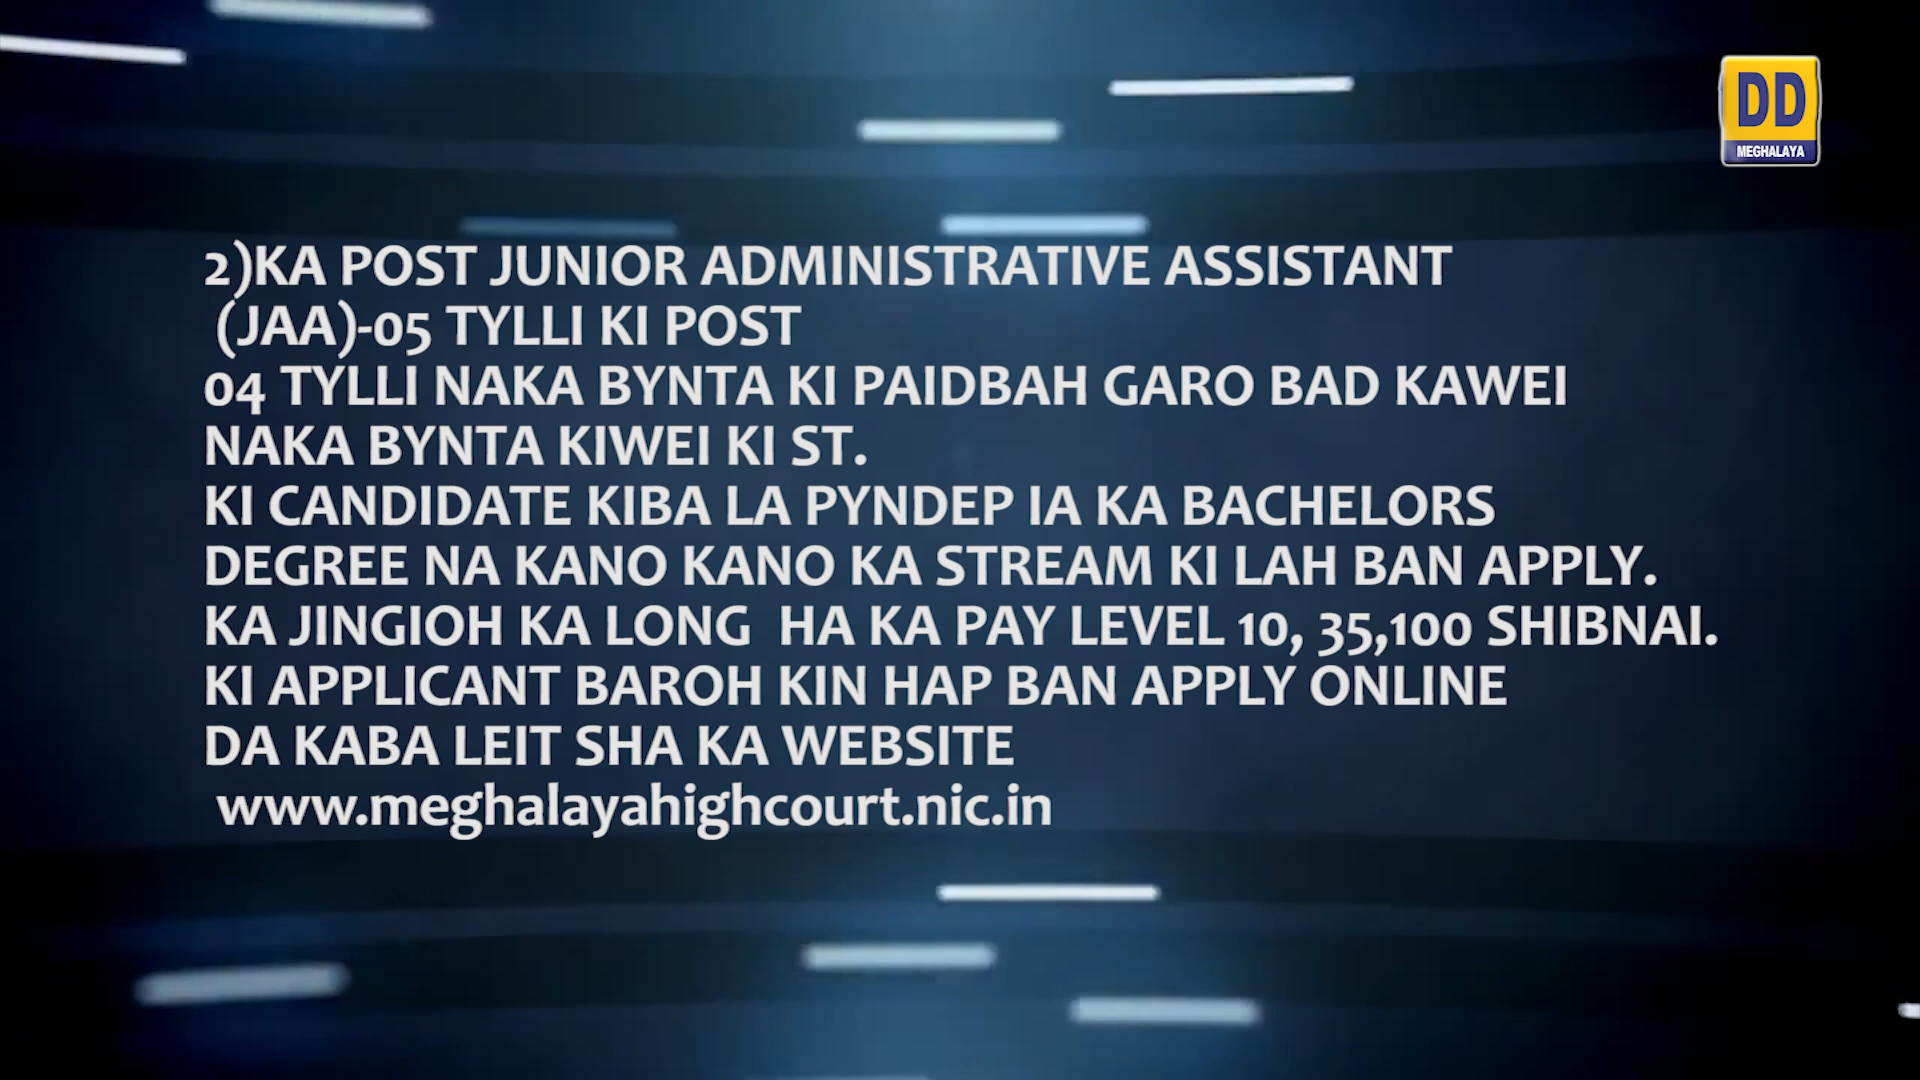 DD
MEGHALAYA
2)KA POST JUNIOR ADMINISTRATIVE ASSISTANT
(JAA)-05 TYLLI KI POST
04 TYLLI NAKA BYNTA KI PAIDBAH GARO BAD KAWEI
NAKA BYNTA KIWEI KI ST.
KI CANDIDATE KIBA LA PYNDEP IA KA BACHELORS
DEGREE NA KANO KANO KA STREAM KI LAH BAN APPLY.
KA JINGIOH KA LONG  HA KA PAY LEVEL 10, 35,100 SHIBNAI.
KI APPLICANT BAROH KIN HAP BAN APPLY ONLINE
DA KABA LEIT SHA KA WEBSITE
www.meghalayahighcourt.nic.in